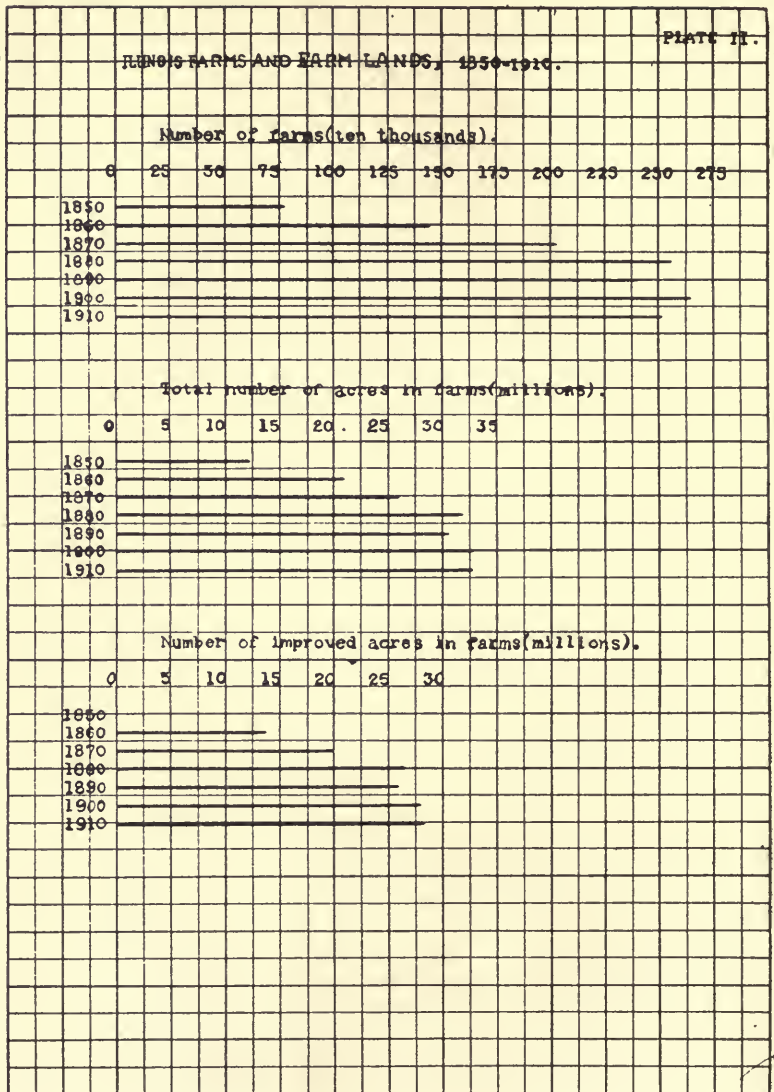 PLATE II.
ILLINOIS FARMS AND FARM LANDS, 1850-1910.
Number of farms(ten thousands).
0 25 50 75 100 125 150 175 200 225 250 275
1850
1860
1870
1880
1890
1900
1910
Total number of acres in farms(millions).
0 5 10 15 20. 25 30 35
1850
1860
1870
1880
1890
1900
1910
Number of improved acres in farms(millions).
0 5 10 15 20 25 30
1850
1860
1870
1880
1890
1900
1910